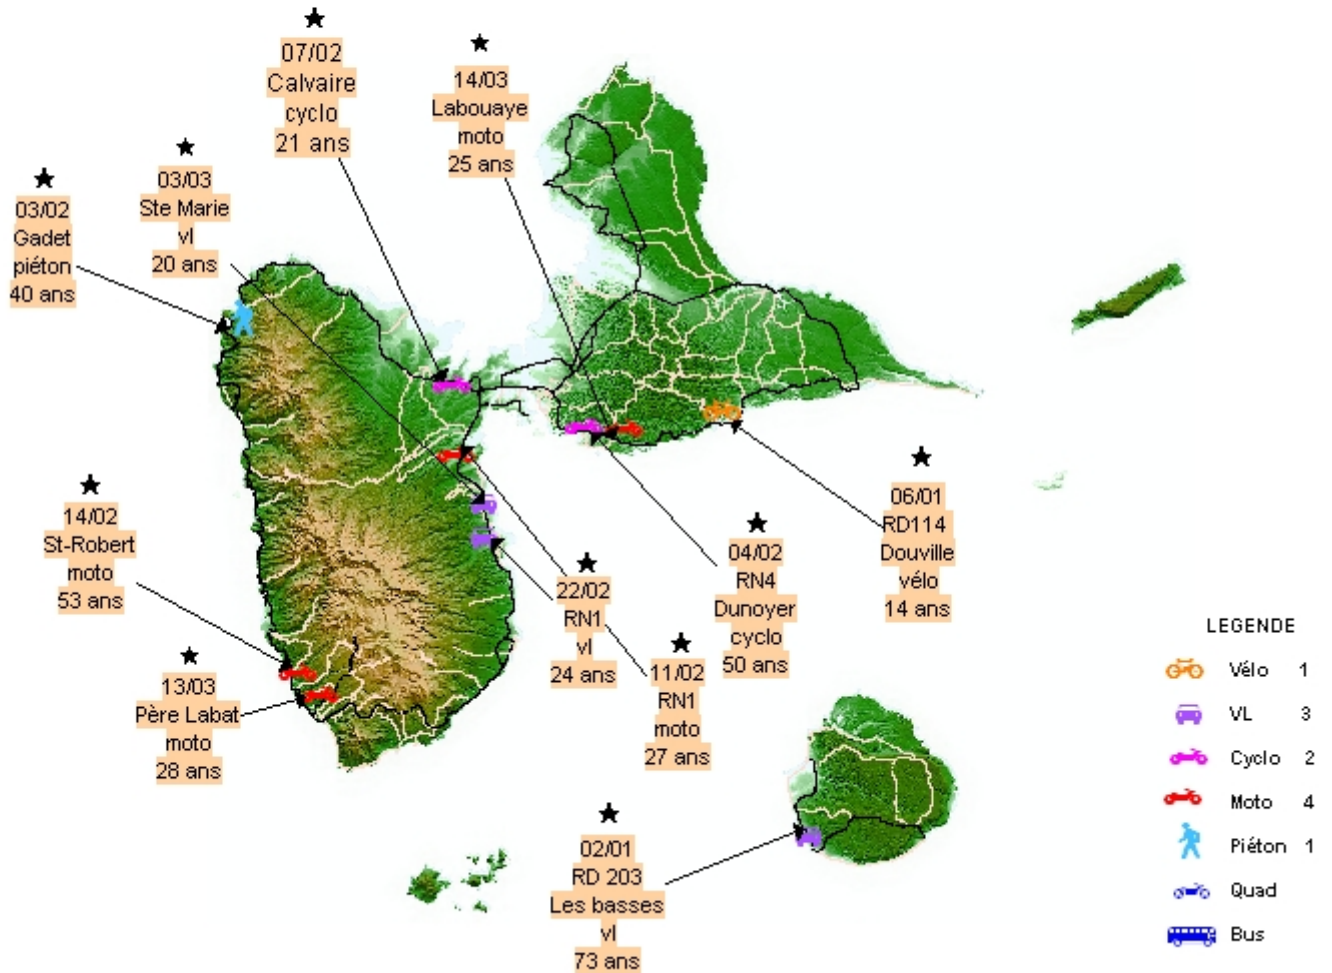 07/02
Calvaire
cyclo
21 ans
14/03
Labouaye
moto
25 ans
03/03
Ste Marie
vl
20 ans
03/02
Gadet
piéton
40 ans
06/01
RD114
Douville
vélo
14 ans
14/02
St-Robert
moto
53 ans
04/02
RN4
Dunoyer
cyclo
50 ans
22/02
RN1
vl
24 ans
11/02
RN1
moto
27 ans
13/03
Père Labat
moto
28 ans
02/01
RD 203
Les basses
vl
73 ans
LEGENDE
Vélo 1
VL 3
Cyclo 2
Moto 4
Piéton 1
Quad
Bus